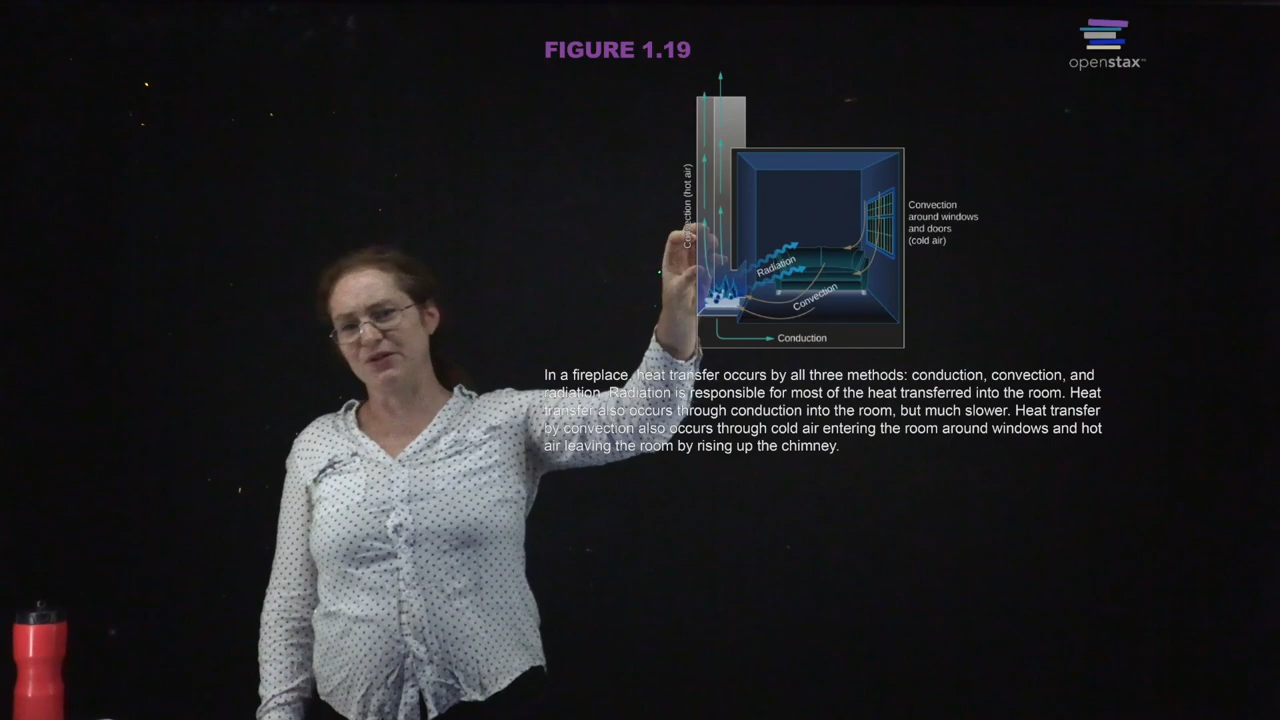 FIGURE 1.19
openstax™
Convection (hot air)
Convection
around windows
and doors
(cold air)
Radiation
Convection
Conduction
In a fireplace, heat transfer occurs by all three methods: conduction, convection, and
radiation. Radiation is responsible for most of the heat transferred into the room. Heat
transfer also occurs through conduction into the room, but much slower. Heat transfer
by convection also occurs through cold air entering the room around windows and hot
air leaving the room by rising up the chimney.